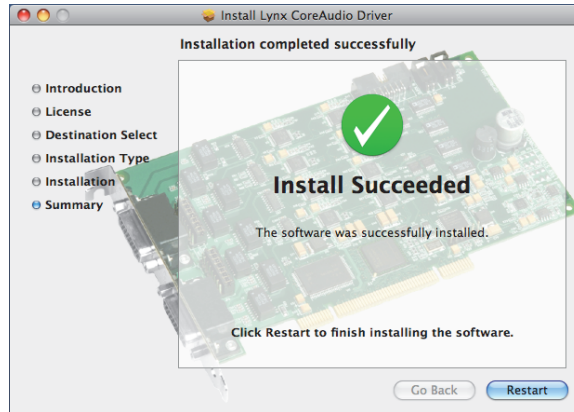 Install Lynx CoreAudio Driver
Installation completed successfully
Introduction
License
Destination Select
Installation Type
Installation
Summary
Install Succeeded
The software was successfully installed.
Click Restart to finish installing the software.
Go Back
Restart